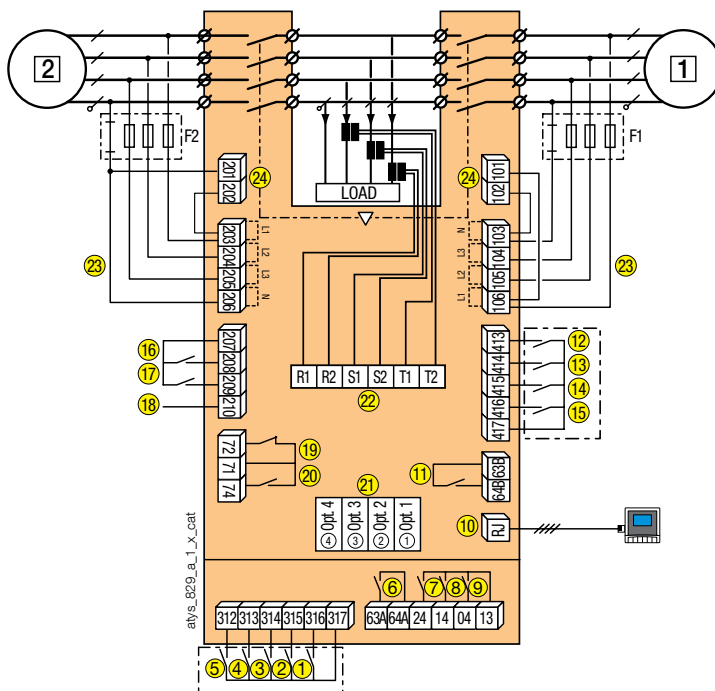 2
1
F2
F1
201
202
24
LOAD
24
101
102
203
204
205
206
L1
L2
L3
N
N
L3
L2
L1
103
104
105
106
23
23
16
17
18
207
208
209
210
R1 R2 S1 S2 T1 T2
22
413
414
415
416
417
12
13
14
15
72
71
74
19
20
11
63B
64B
21
Opt. 4 Opt. 3 Opt. 2 Opt. 1
4 3 2 1
10
RJ
atys_829_a_1_x_cat
6 7 8 9
312 313 314 315 316 317
63A 64A 24 14 04 13
5 4 3 2 1